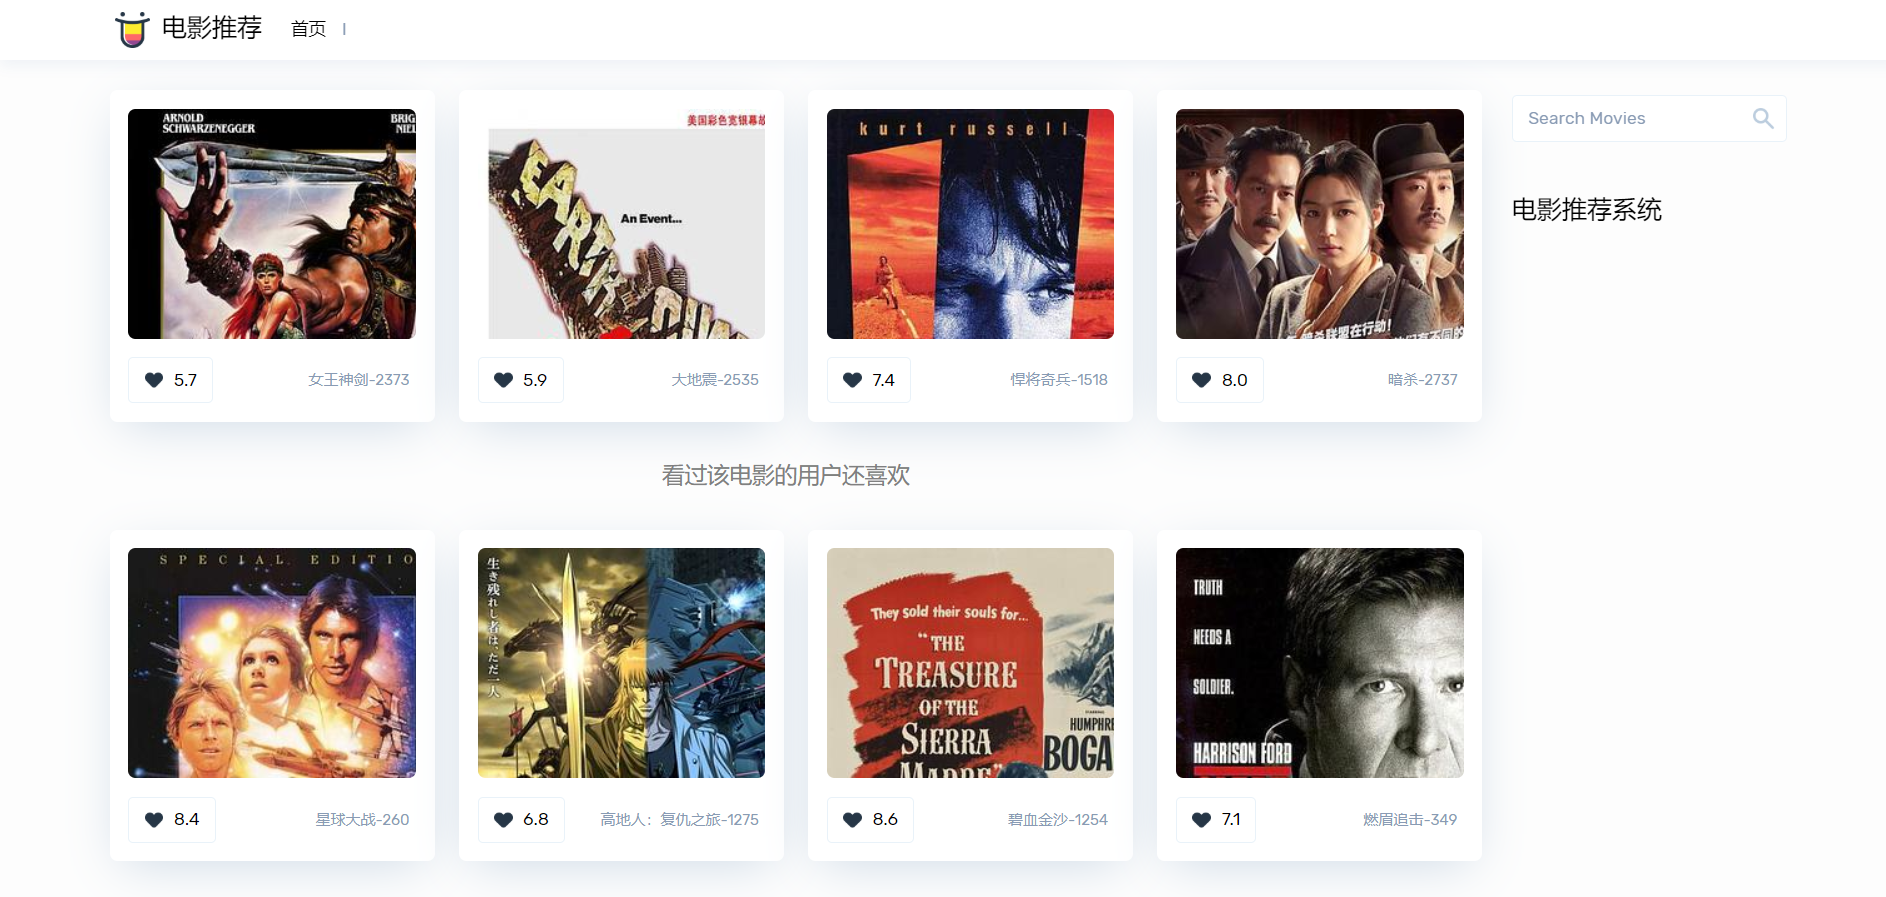 电影推荐
首页
ARNOLD
SCHWARZENEGGER
BRIG
NIEL
美国彩色宽银幕故
EARTHQUA
An Event...
kurt russell
暗杀联盟在行动!
Search Movies
电影推荐系统
5.7
女王神剑-2373
5.9
大地震-2535
7.4
悍将奇兵-1518
8.0
暗杀-2737
看过该电影的用户还喜欢
SPECIAL EDITIO
生き残れし者は、ただ一人
They sold their souls for...
"THE
TREASURE
OF THE
SIERRA
MADRE"
HUMPHRE
BOGA
TRUTH
NEEDS A
SOLDIER.
HARRISON FORD
8.4
星球大战-260
6.8
高地人：复仇之旅-1275
8.6
碧血金沙-1254
7.1
燃眉追击-349